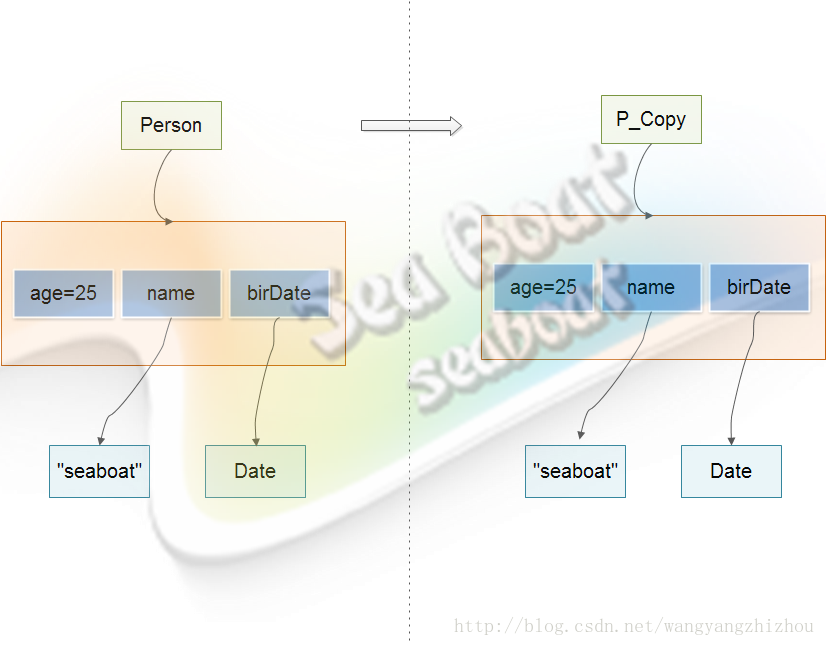 Person
P_Copy
age=25
name
birDate
age=25
name
birDate
"seaboat"
Date
"seaboat"
Date
Sea Boat
seaboat
http://blog.csdn.net/wangyangzhizhou